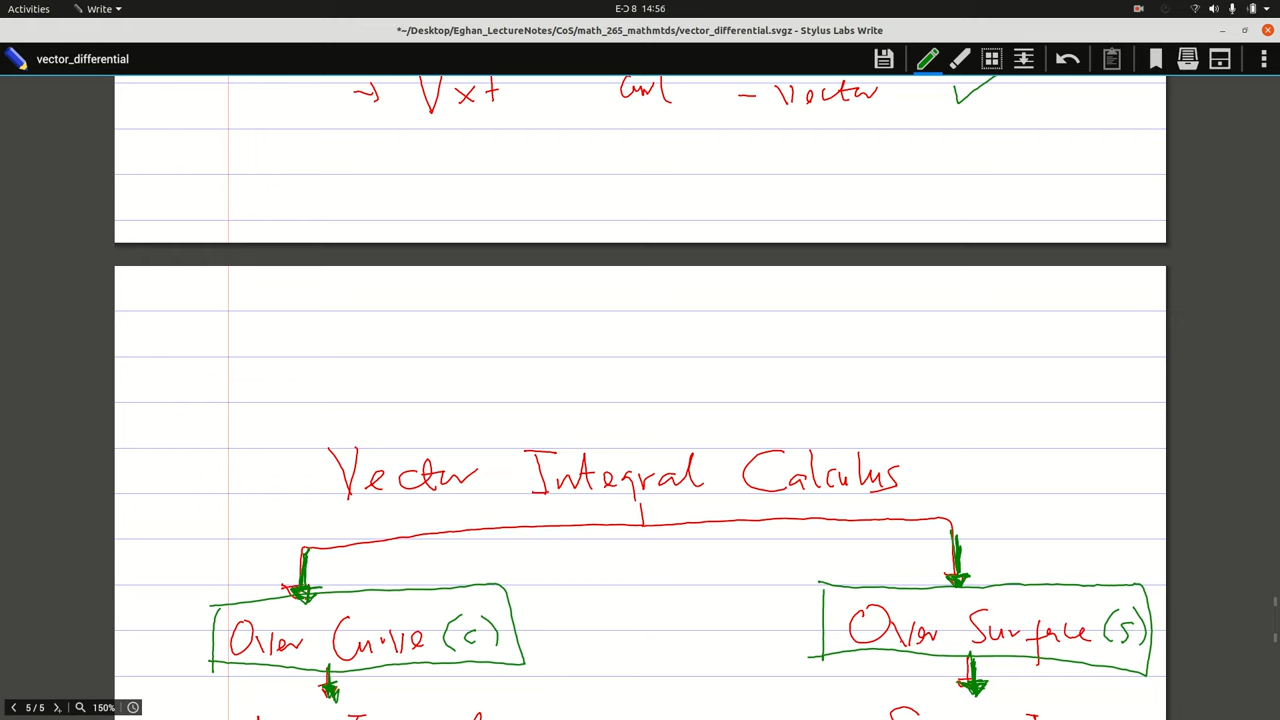 Activities Write ▾ Ɛ-Ɔ 8 14:56
*~/Desktop/Eghan_LectureNotes/CoS/math_265_mathmtds/vector_differential.svgz - Stylus Labs Write
vector_differential
→ ∇ x f Curl - Vector ✓
Vector Integral Calculus
Over Curve (c) Over Surface (S)
5/5 150%